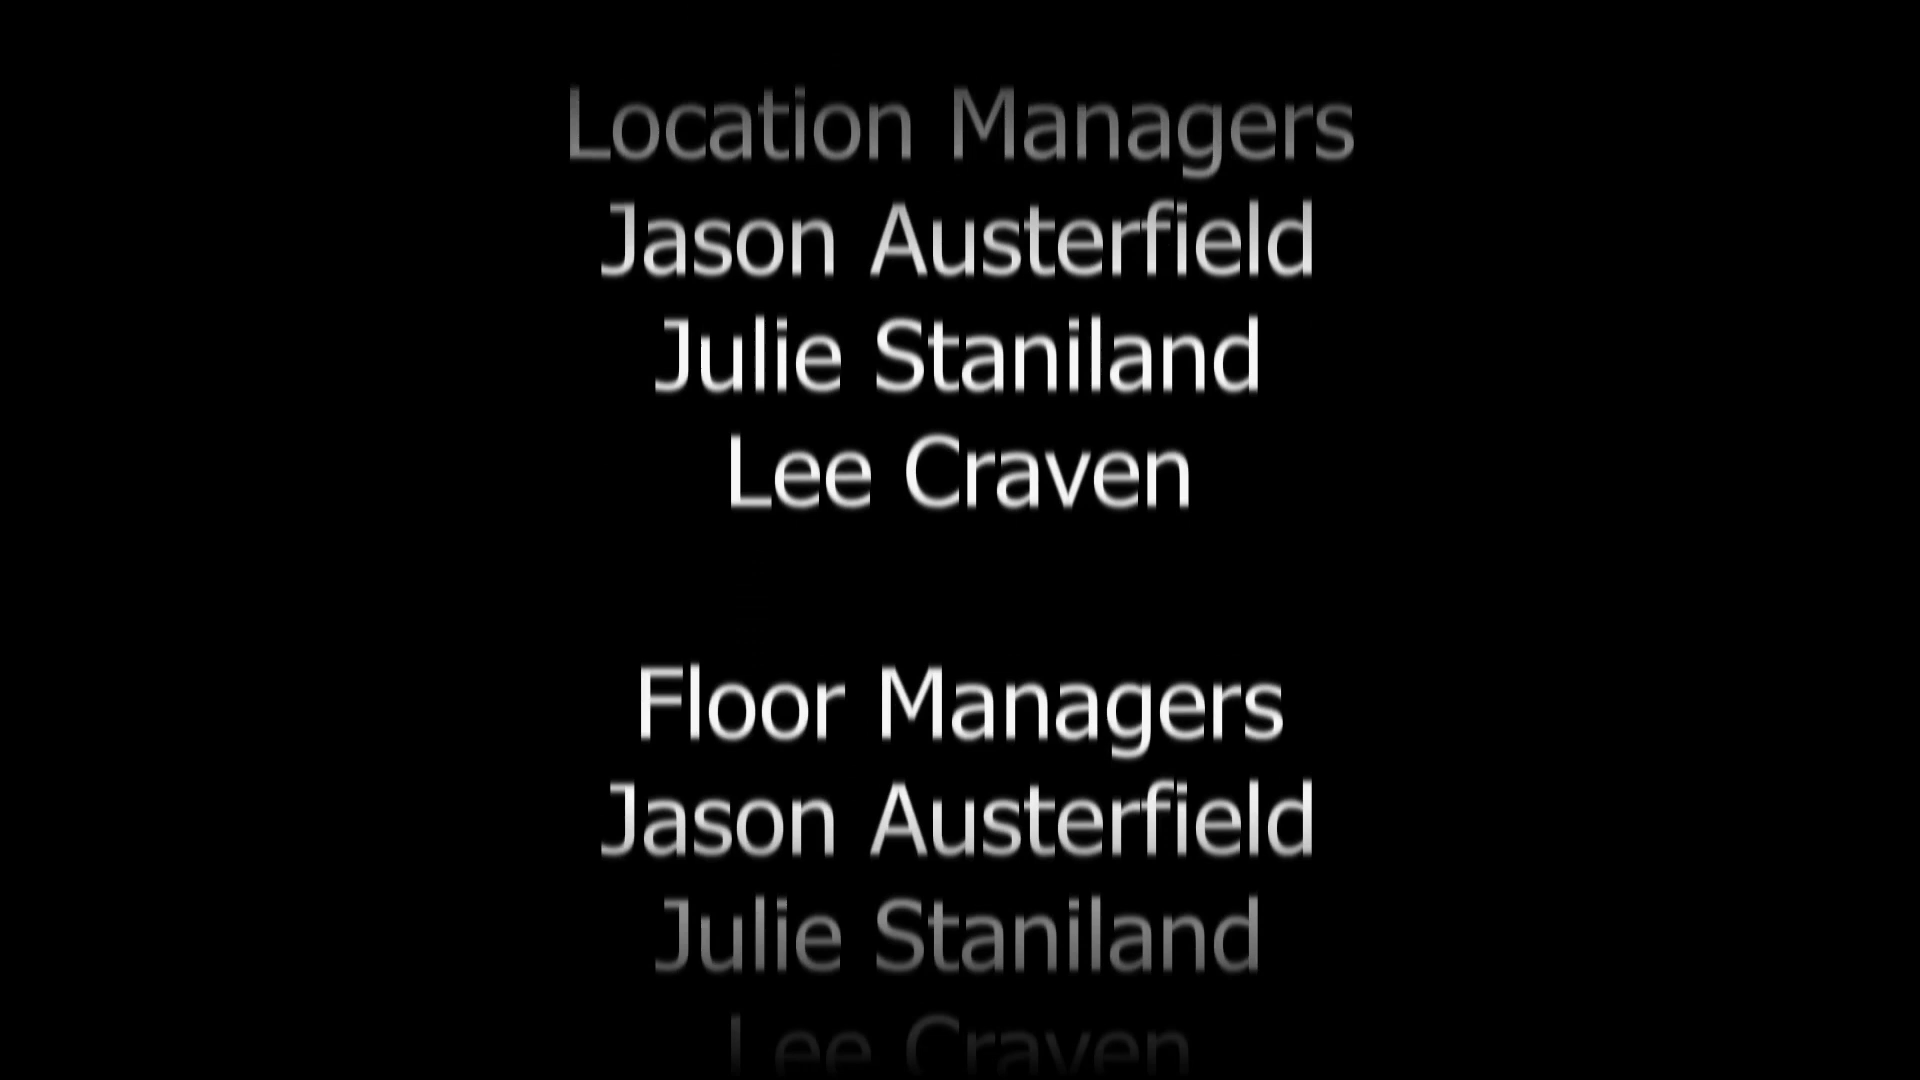 Location Managers
Jason Austerfield
Julie Staniland
Lee Craven
Floor Managers
Jason Austerfield
Julie Staniland
Lee Craven